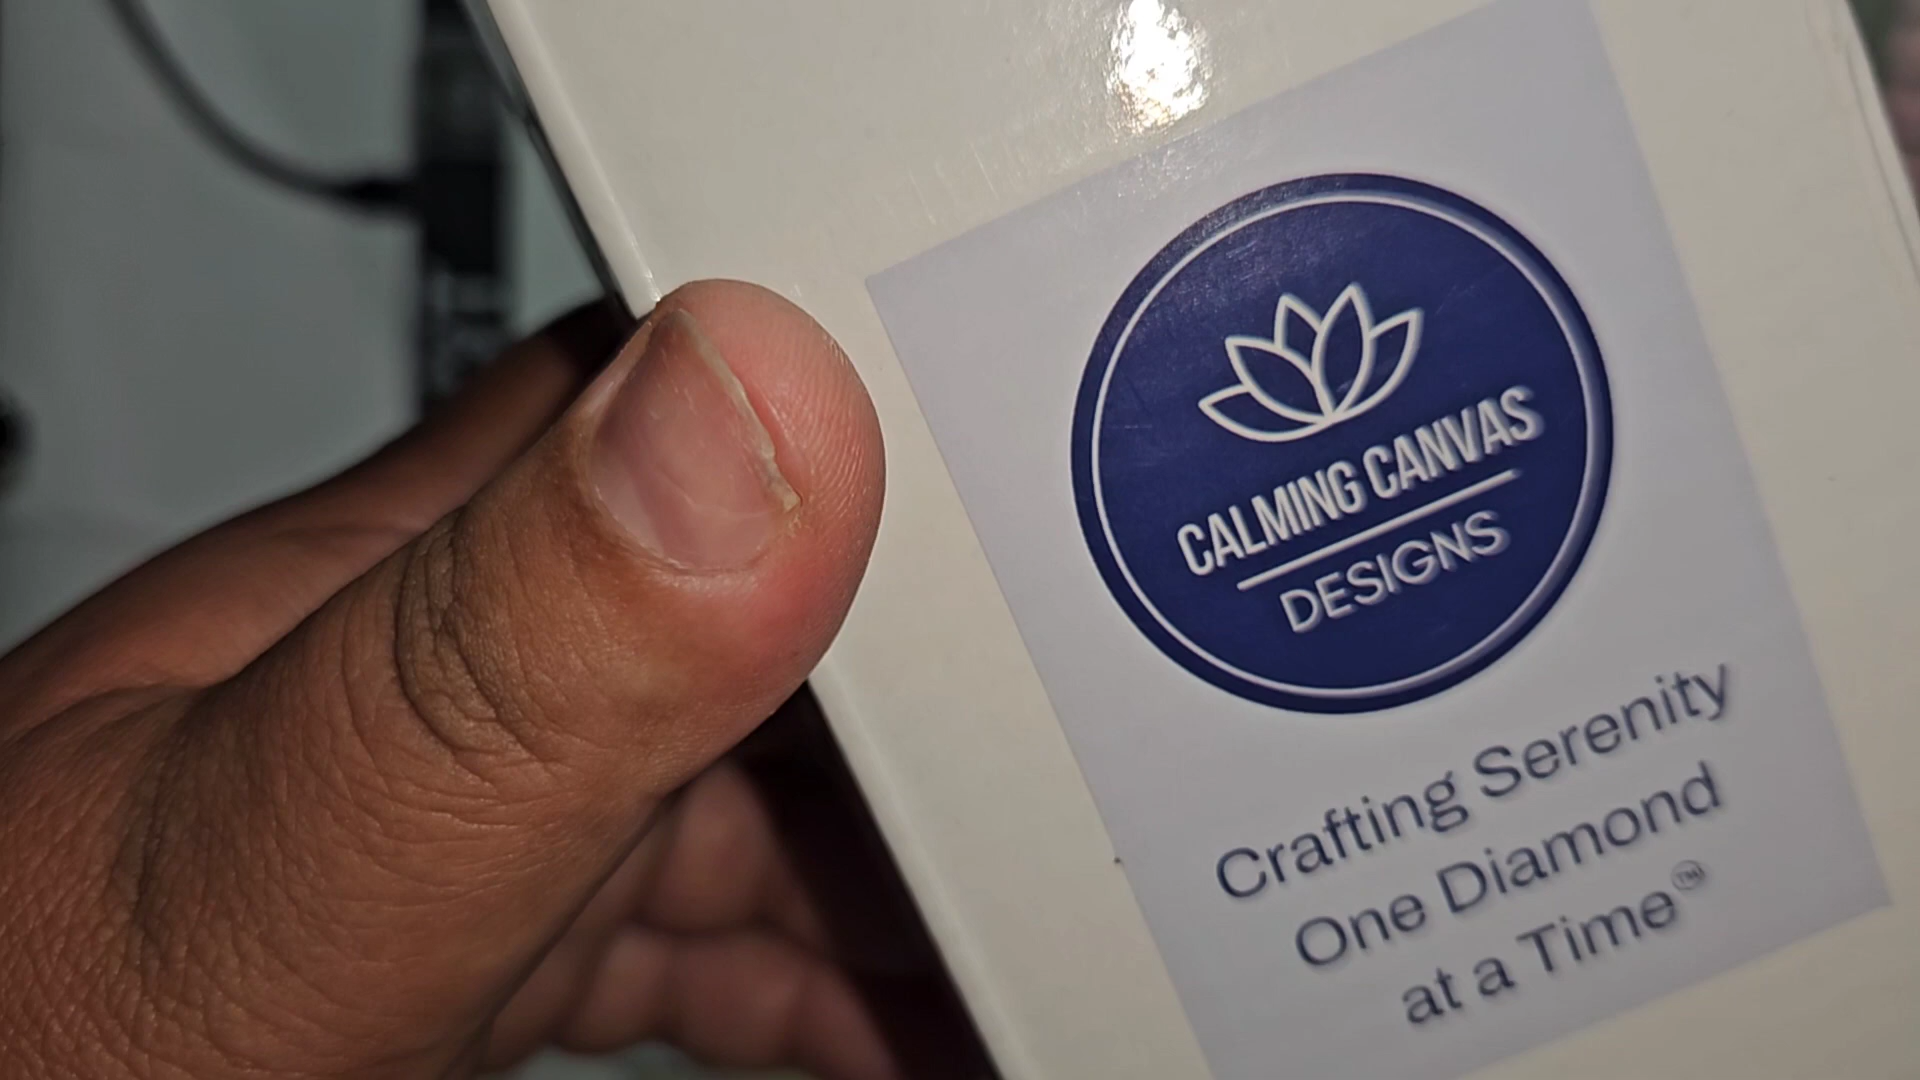 CALMING CANVAS
DESIGNS
Crafting Serenity
One Diamond
at a Time™